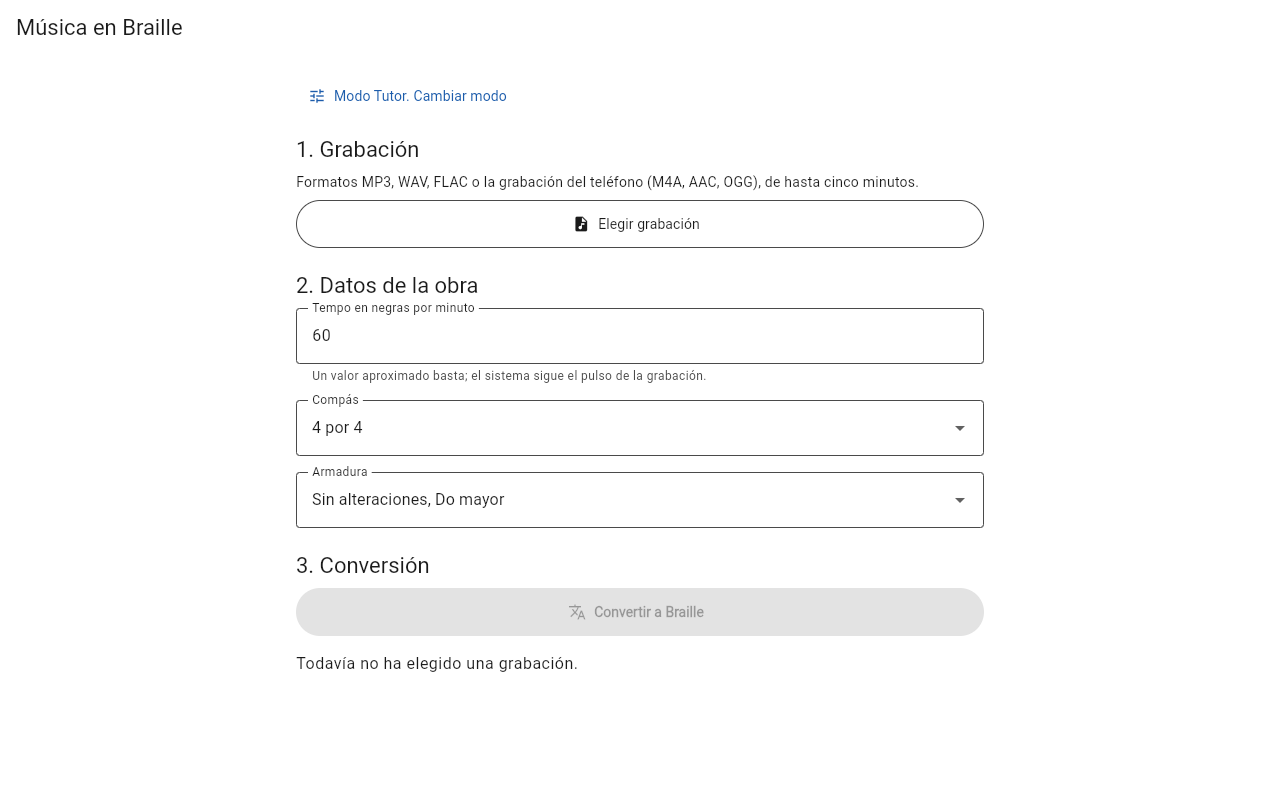 Música en Braille
Modo Tutor. Cambiar modo
1. Grabación
Formatos MP3, WAV, FLAC o la grabación del teléfono (M4A, AAC, OGG), de hasta cinco minutos.
Elegir grabación
2. Datos de la obra
Tempo en negras por minuto
60
Un valor aproximado basta; el sistema sigue el pulso de la grabación.
Compás
4 por 4
Armadura
Sin alteraciones, Do mayor
3. Conversión
Convertir a Braille
Todavía no ha elegido una grabación.